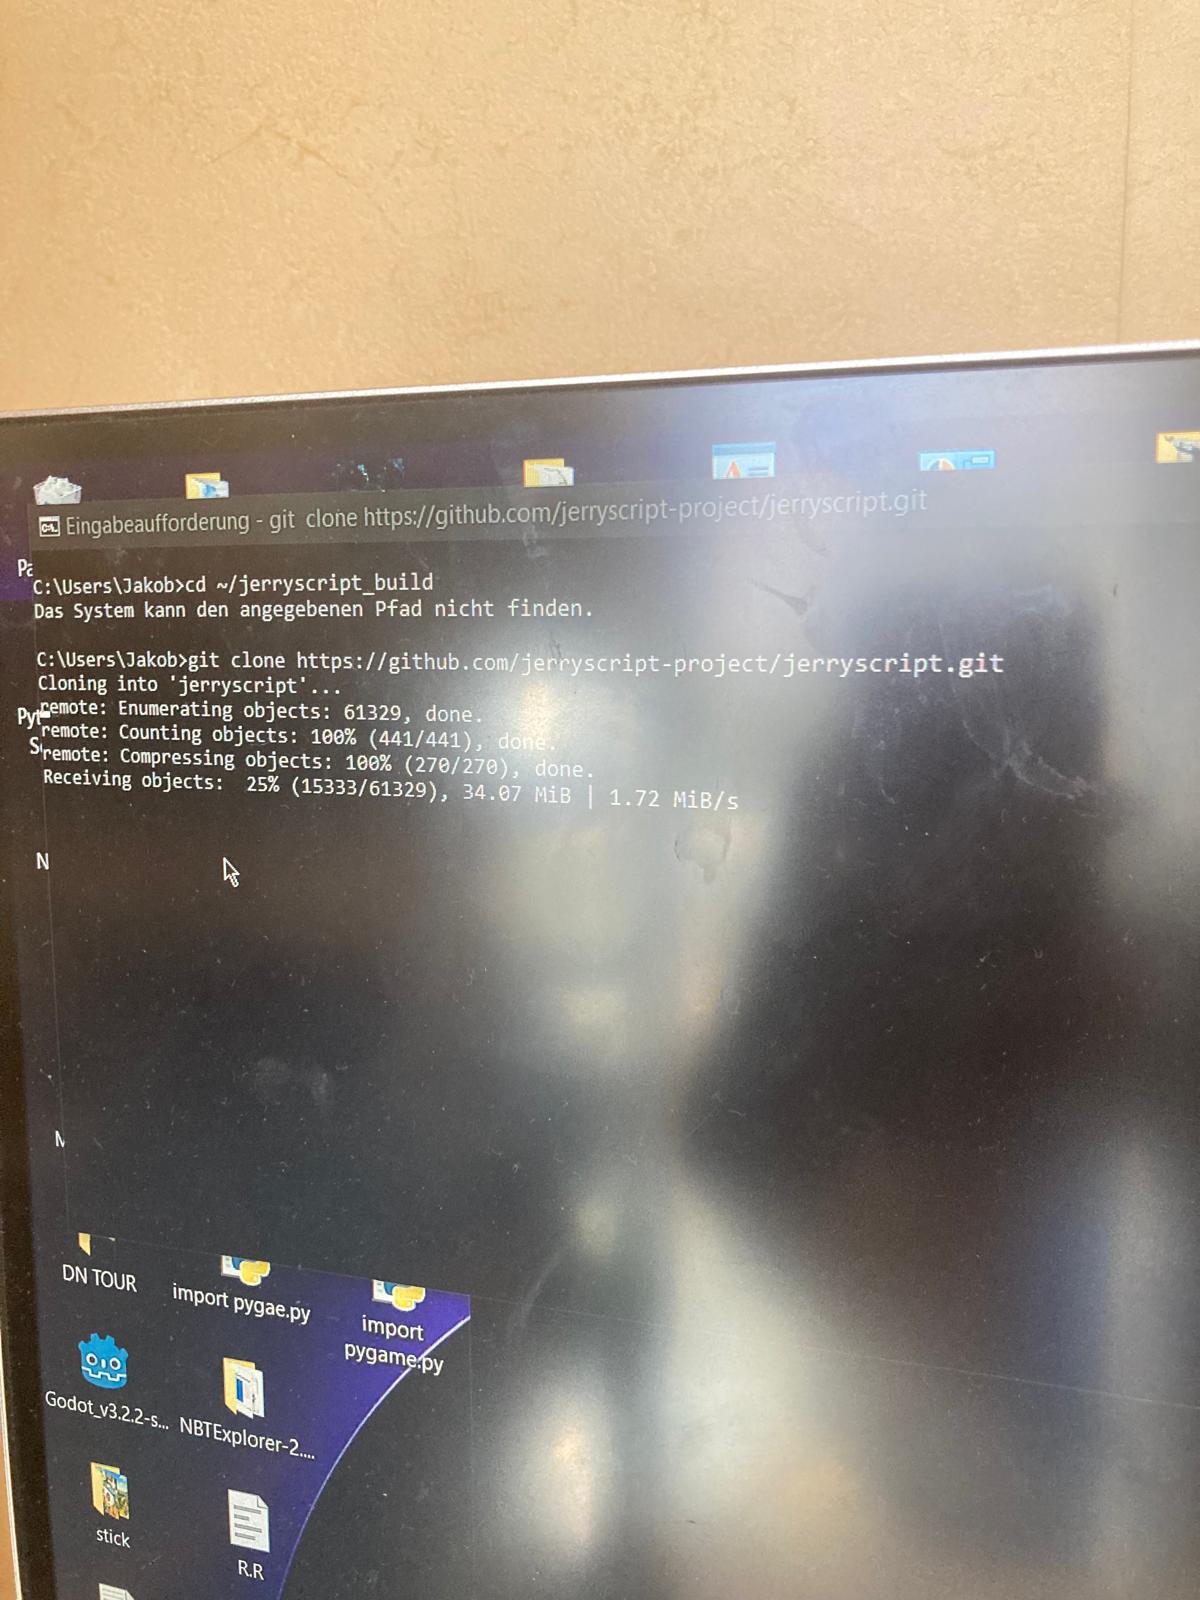 Eingabeaufforderung - git clone https://github.com/jerryscript-project/jerryscript.git
Pa
C:\Users\Jakob>cd ~/jerryscript_build
Das System kann den angegebenen Pfad nicht finden.
C:\Users\Jakob>git clone https://github.com/jerryscript-project/jerryscript.git
Cloning into 'jerryscript'...
remote: Enumerating objects: 61329, done.
Pyt
remote: Counting objects: 100% (441/441), done.
S
remote: Compressing objects: 100% (270/270), done.
Receiving objects: 25% (15333/61329), 34.07 MiB | 1.72 MiB/s
N
DN TOUR
import pygae.py
import
pygame.py
Godot_v3.2.2-s...
NBTExplorer-2....
stick
R.R